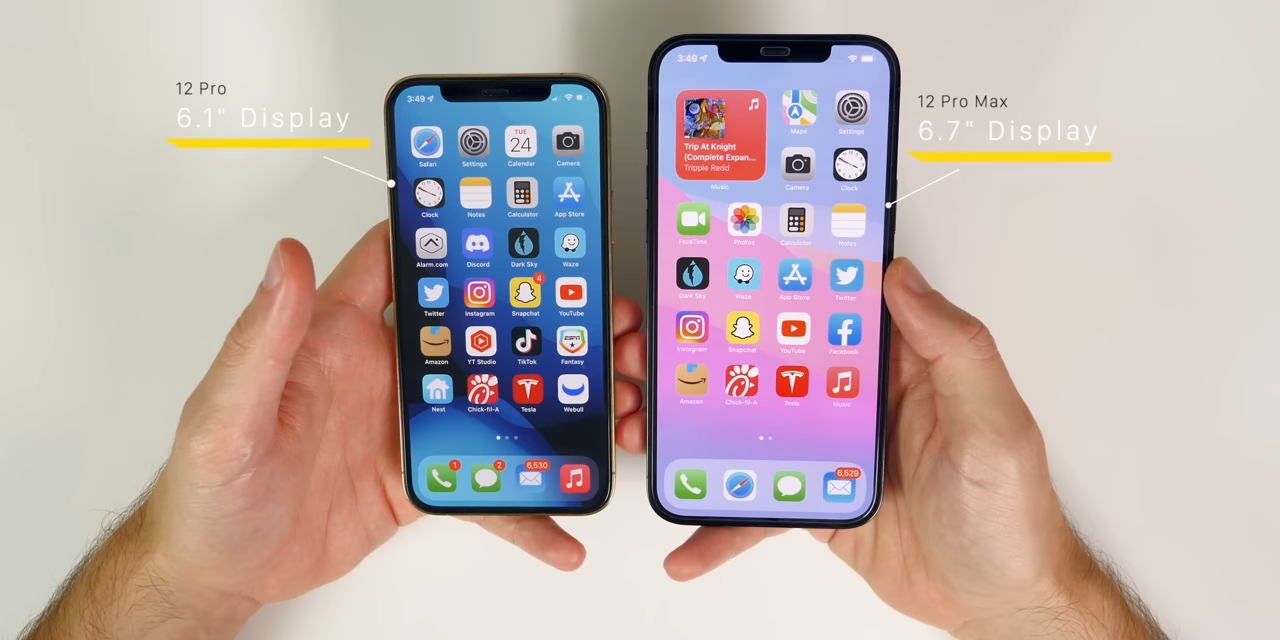 12 Pro
6.1" Display
12 Pro Max
6.7" Display
3:49
Safari
Settings
TUE
24
Calendar
Camera
Clock
Notes
Calculator
App Store
Alarm.com
Discord
Dark Sky
Waze
Twitter
Instagram
4
Snapchat
YouTube
Amazon
YT Studio
TikTok
ESPN
Fantasy
Nest
Chick-fil-A
Tesla
Webull
1
2
6,530
3:49
Trip At Knight
(Complete Expan...
Trippie Redd
Music
Maps
Settings
Camera
Clock
FaceTime
Photos
Calculator
Notes
Dark Sky
Waze
App Store
Twitter
Instagram
Snapchat
YouTube
Facebook
Amazon
Chick-fil-A
Tesla
Music
6,529